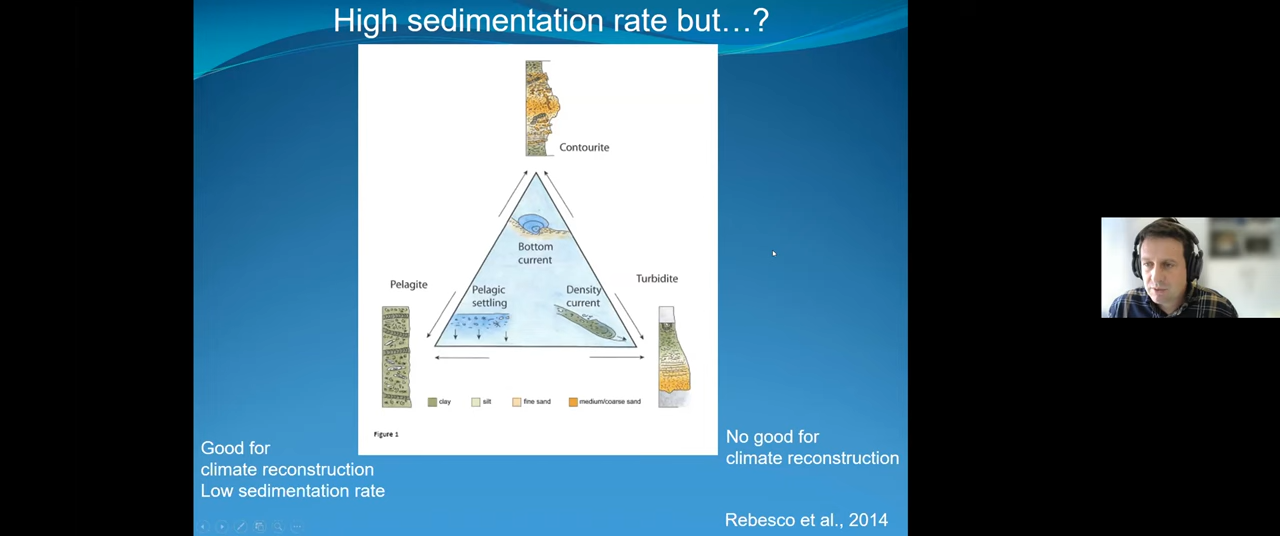 High sedimentation rate but...?
Contourite
Bottom
current
Pelagite
Pelagic
settling
Density
current
Turbidite
clay
silt
fine sand
medium/coarse sand
Figure 1
Good for
climate reconstruction
Low sedimentation rate
No good for
climate reconstruction
Rebesco et al., 2014